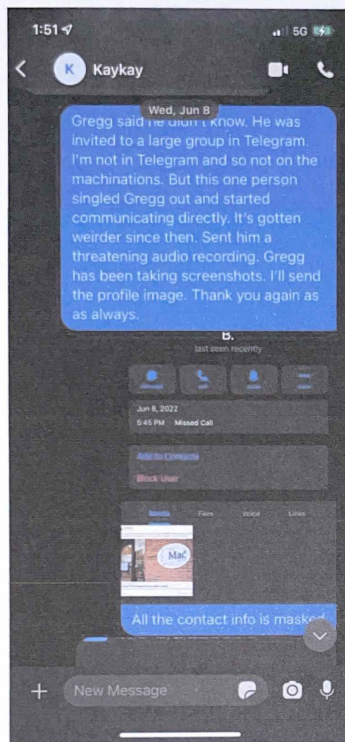 1:51
5G
K
Kaykay
Wed, Jun 8
Gregg said he didn't know. He was
invited to a large group in Telegram.
I'm not in Telegram and so not on the
machinations. But this one person
singled Gregg out and started
communicating directly. It's gotten
weirder since then. Sent him a
threatening audio recording. Gregg
has been taking screenshots. I'll send
the profile image. Thank you again as
as always.
B.
last seen recently
Jun 8, 2022
5:45 PM Missed Call
Add to Contacts
Block User
Files Voice Links
Mac
All the contact info is masked
New Message